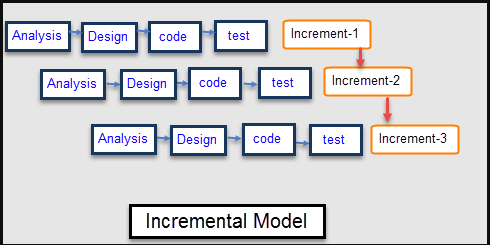 Analysis Design code test Increment-1
Analysis Design code test Increment-2
Analysis Design code test Increment-3
Incremental Model